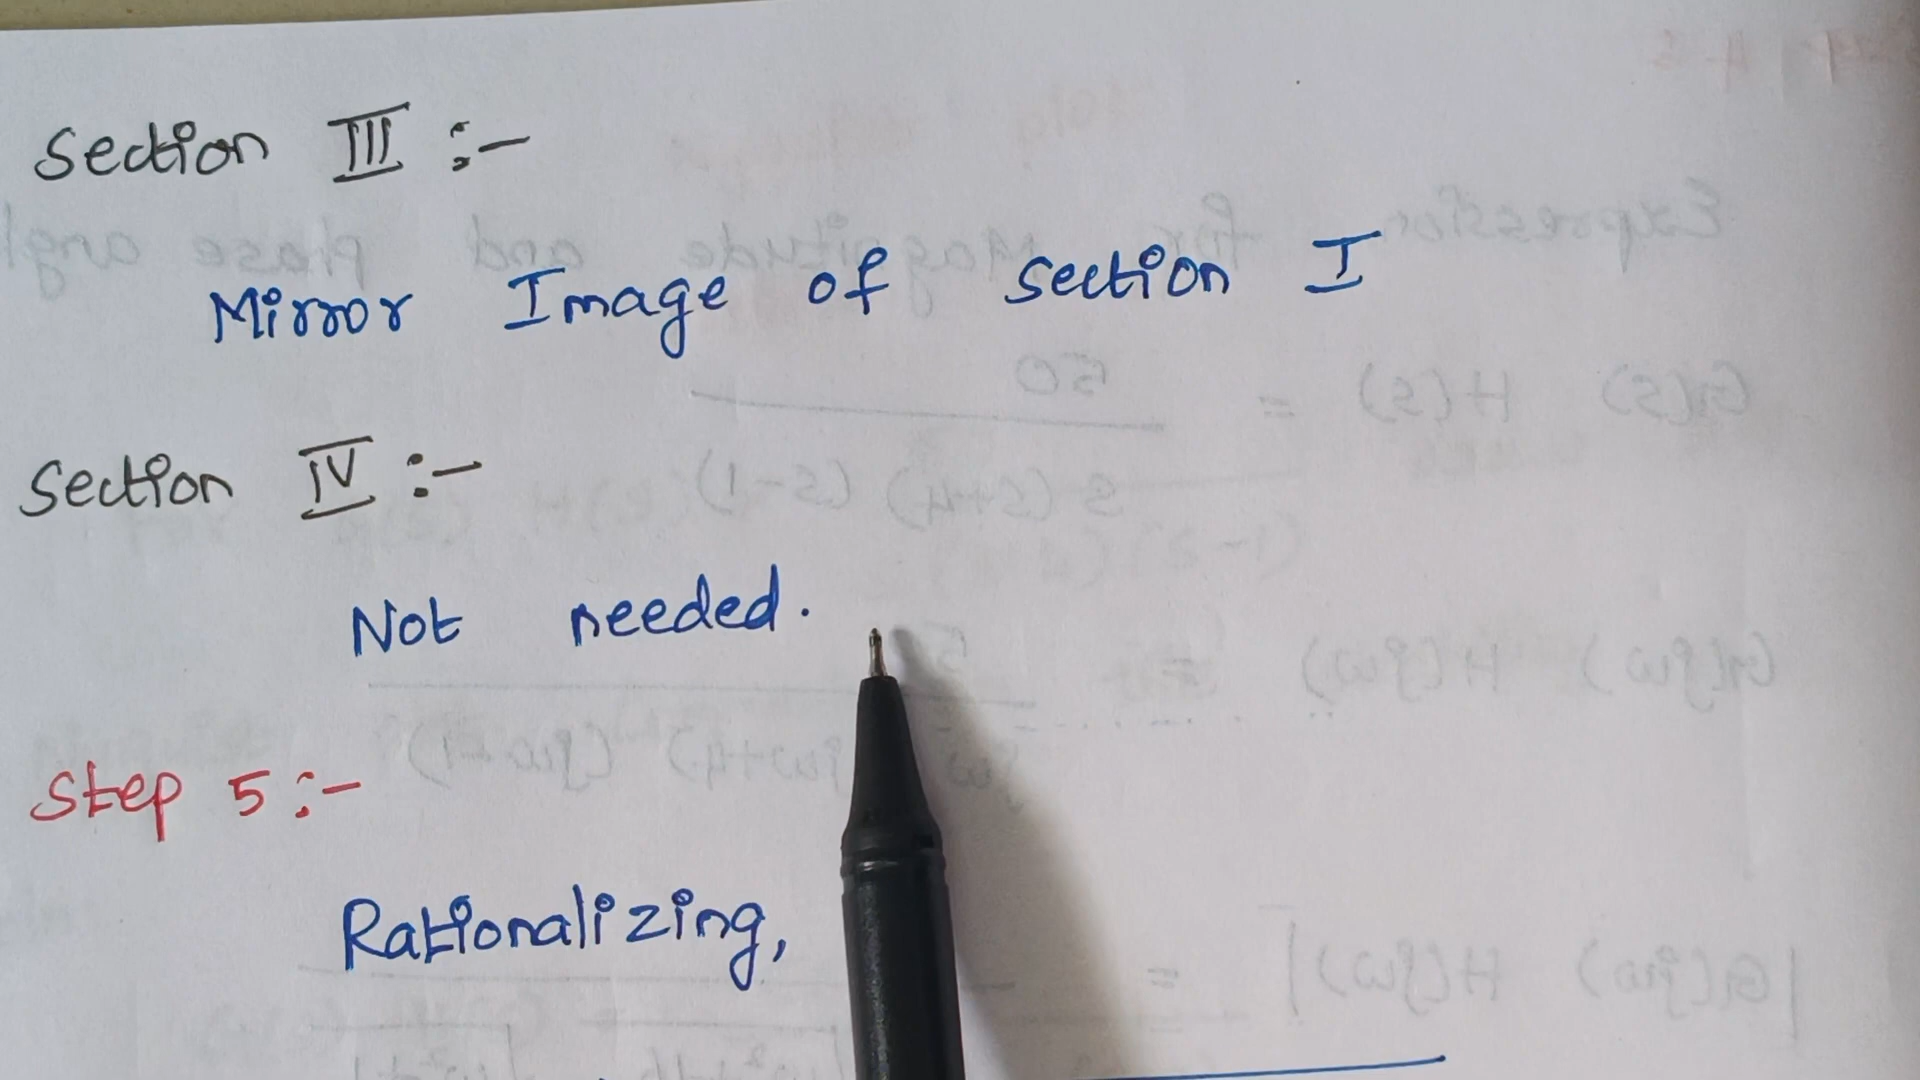 Section III :-
Mirror Image of section I
Section IV :-
Not needed.
Step 5 :-
Rationalizing,